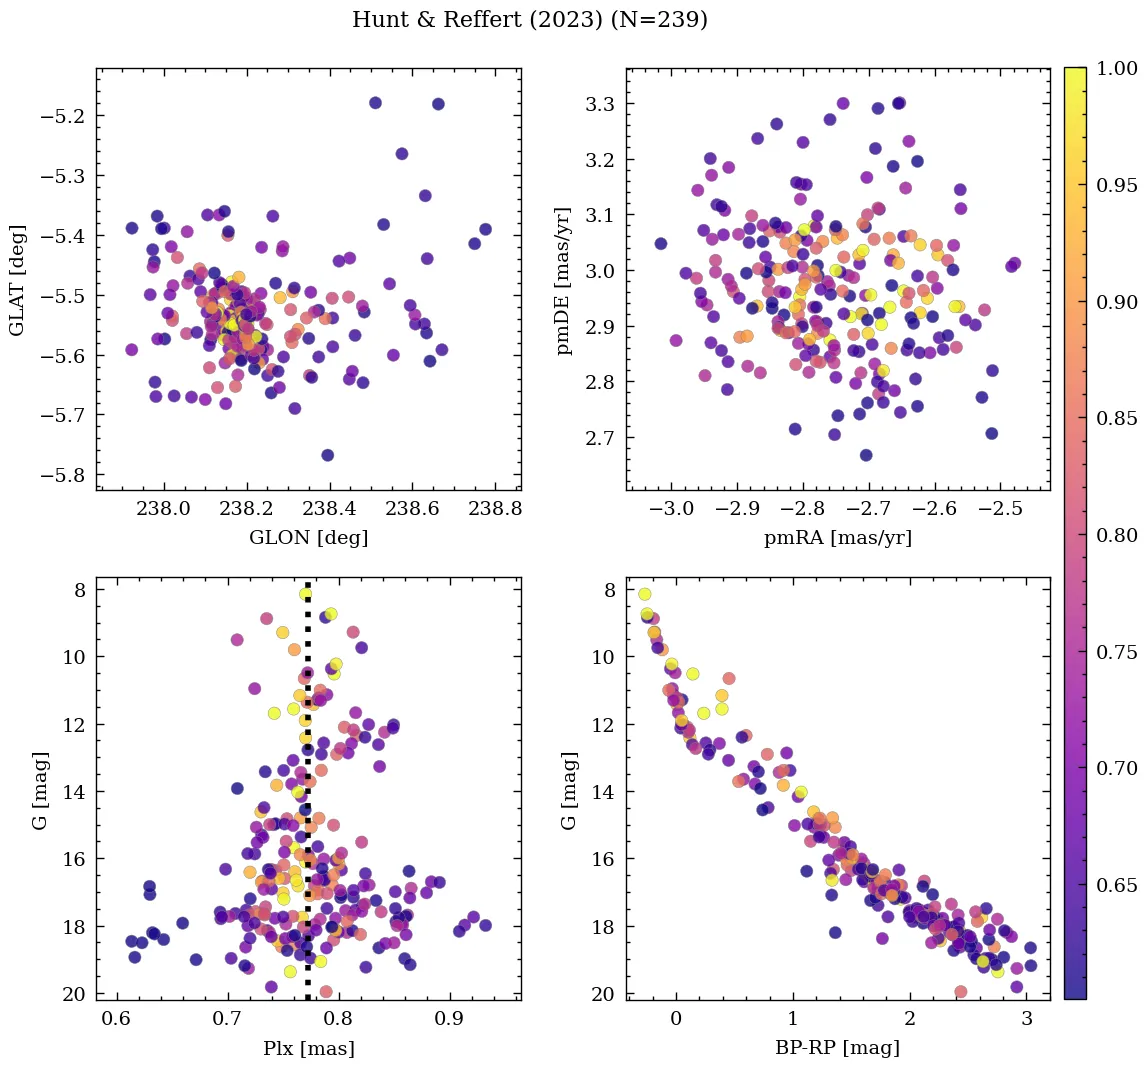 Hunt & Reffert (2023) (N=239)
−5.2
−5.3
−5.4
−5.5
−5.6
−5.7
−5.8
GLAT [deg]
238.0 238.2 238.4 238.6 238.8
GLON [deg]
3.3
3.2
3.1
3.0
2.9
2.8
2.7
pmDE [mas/yr]
−3.0 −2.9 −2.8 −2.7 −2.6 −2.5
pmRA [mas/yr]
8
10
12
14
16
18
20
G [mag]
0.6 0.7 0.8 0.9
Plx [mas]
8
10
12
14
16
18
20
G [mag]
0 1 2 3
BP-RP [mag]
1.00
0.95
0.90
0.85
0.80
0.75
0.70
0.65